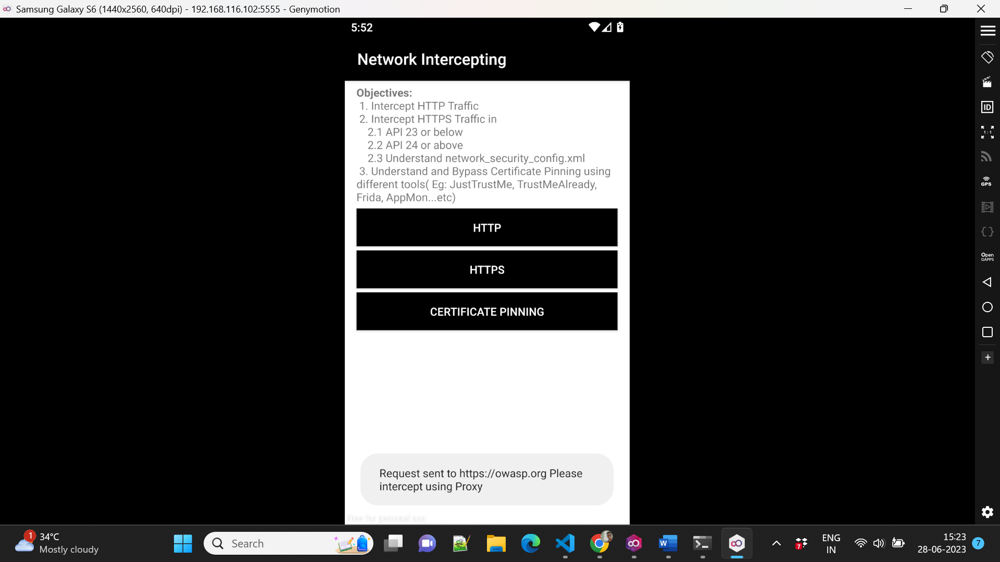 Samsung Galaxy S6 (1440x2560, 640dpi) - 192.168.116.102:5555 - Genymotion
5:52
Network Intercepting
Objectives:
1. Intercept HTTP Traffic
2. Intercept HTTPS Traffic in
2.1 API 23 or below
2.2 API 24 or above
2.3 Understand network_security_config.xml
3. Understand and Bypass Certificate Pinning using
different tools( Eg: JustTrustMe, TrustMeAlready,
Frida, AppMon...etc)
HTTP
HTTPS
CERTIFICATE PINNING
Request sent to https://owasp.org Please
intercept using Proxy
Free for personal use
ID
1:1
GPS
Open
GAPPS
1
34°C
Mostly cloudy
Search
W
7
ENG
IN
15:23
28-06-2023
7